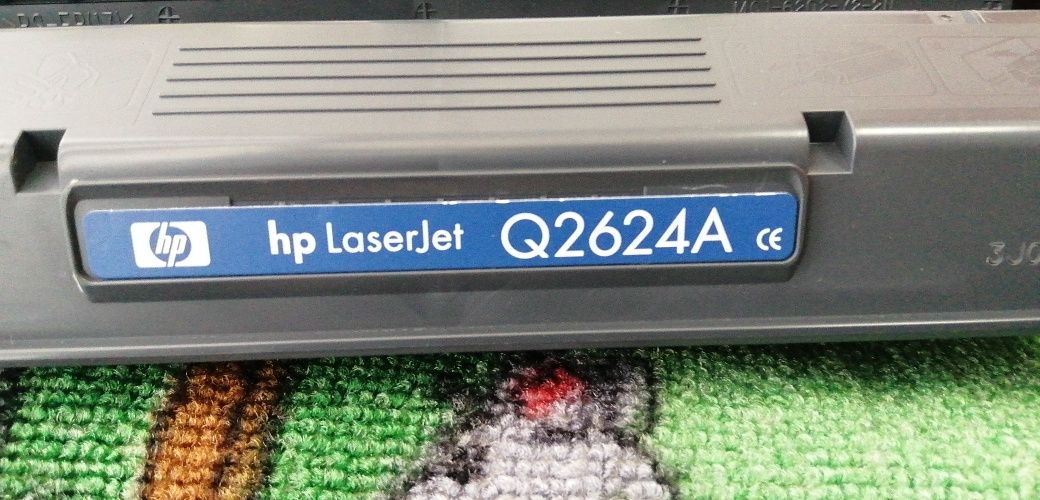 hp
hp LaserJet Q2624A CE